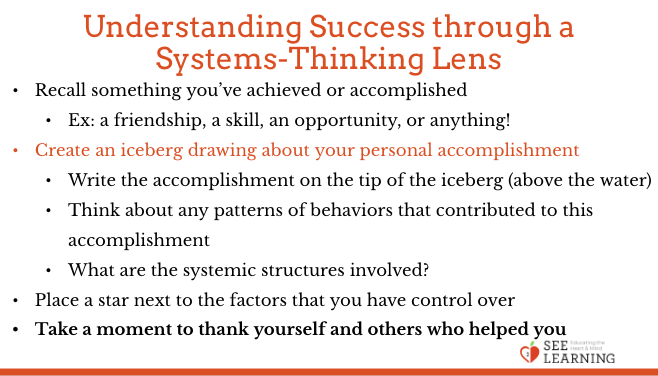 Understanding Success through a
Systems-Thinking Lens
• Recall something you’ve achieved or accomplished
• Ex: a friendship, a skill, an opportunity, or anything!
• Create an iceberg drawing about your personal accomplishment
• Write the accomplishment on the tip of the iceberg (above the water)
• Think about any patterns of behaviors that contributed to this
accomplishment
• What are the systemic structures involved?
• Place a star next to the factors that you have control over
• Take a moment to thank yourself and others who helped you
SEE Educating the
Heart & Mind
LEARNING